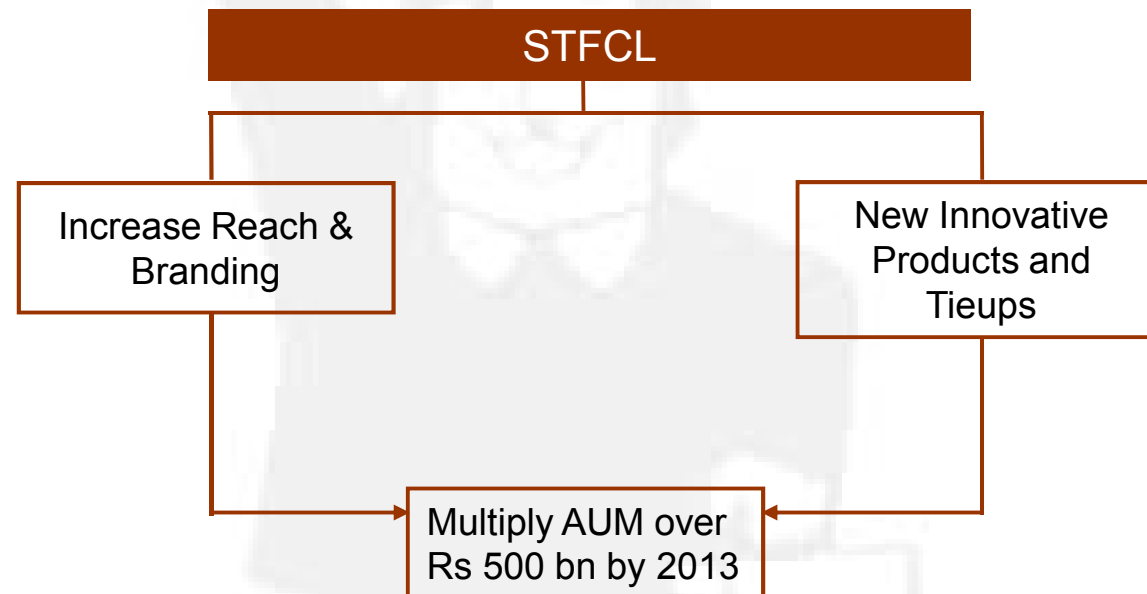 STFCL
Increase Reach &
Branding
New Innovative
Products and
Tieups
Multiply AUM over
Rs 500 bn by 2013